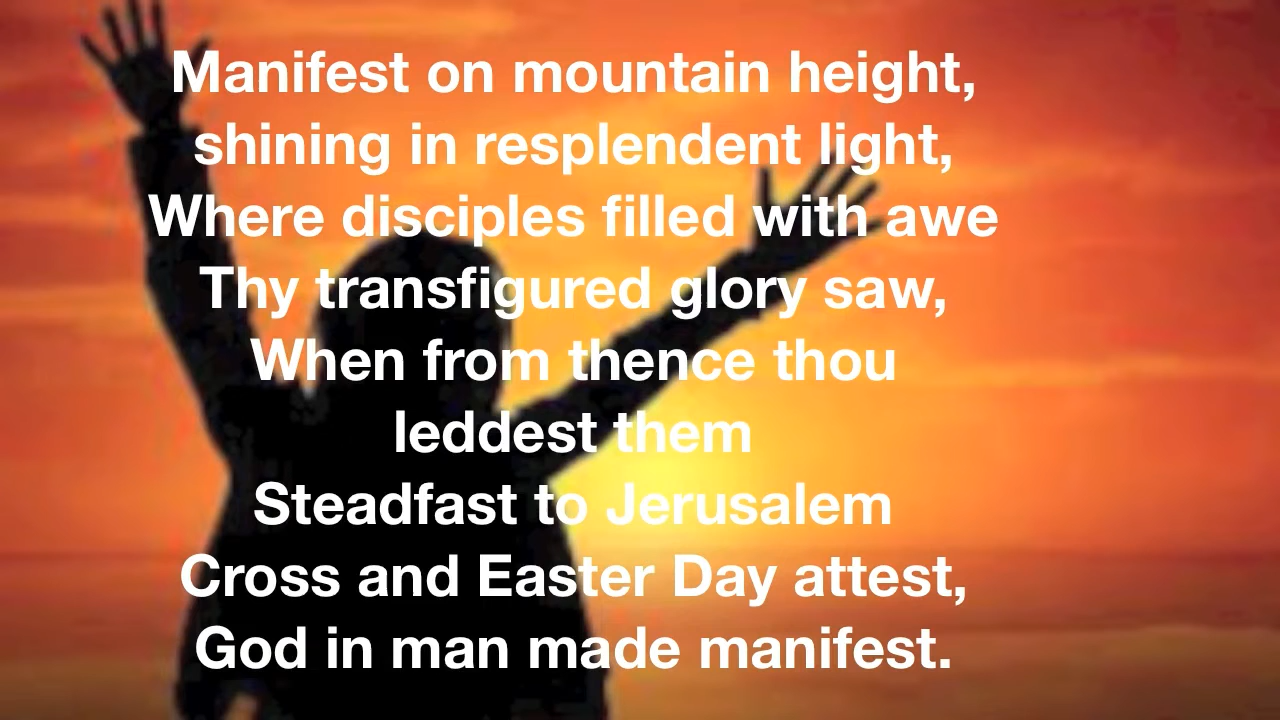 Manifest on mountain height,
shining in resplendent light,
Where disciples filled with awe
Thy transfigured glory saw,
When from thence thou
leddest them
Steadfast to Jerusalem
Cross and Easter Day attest,
God in man made manifest.